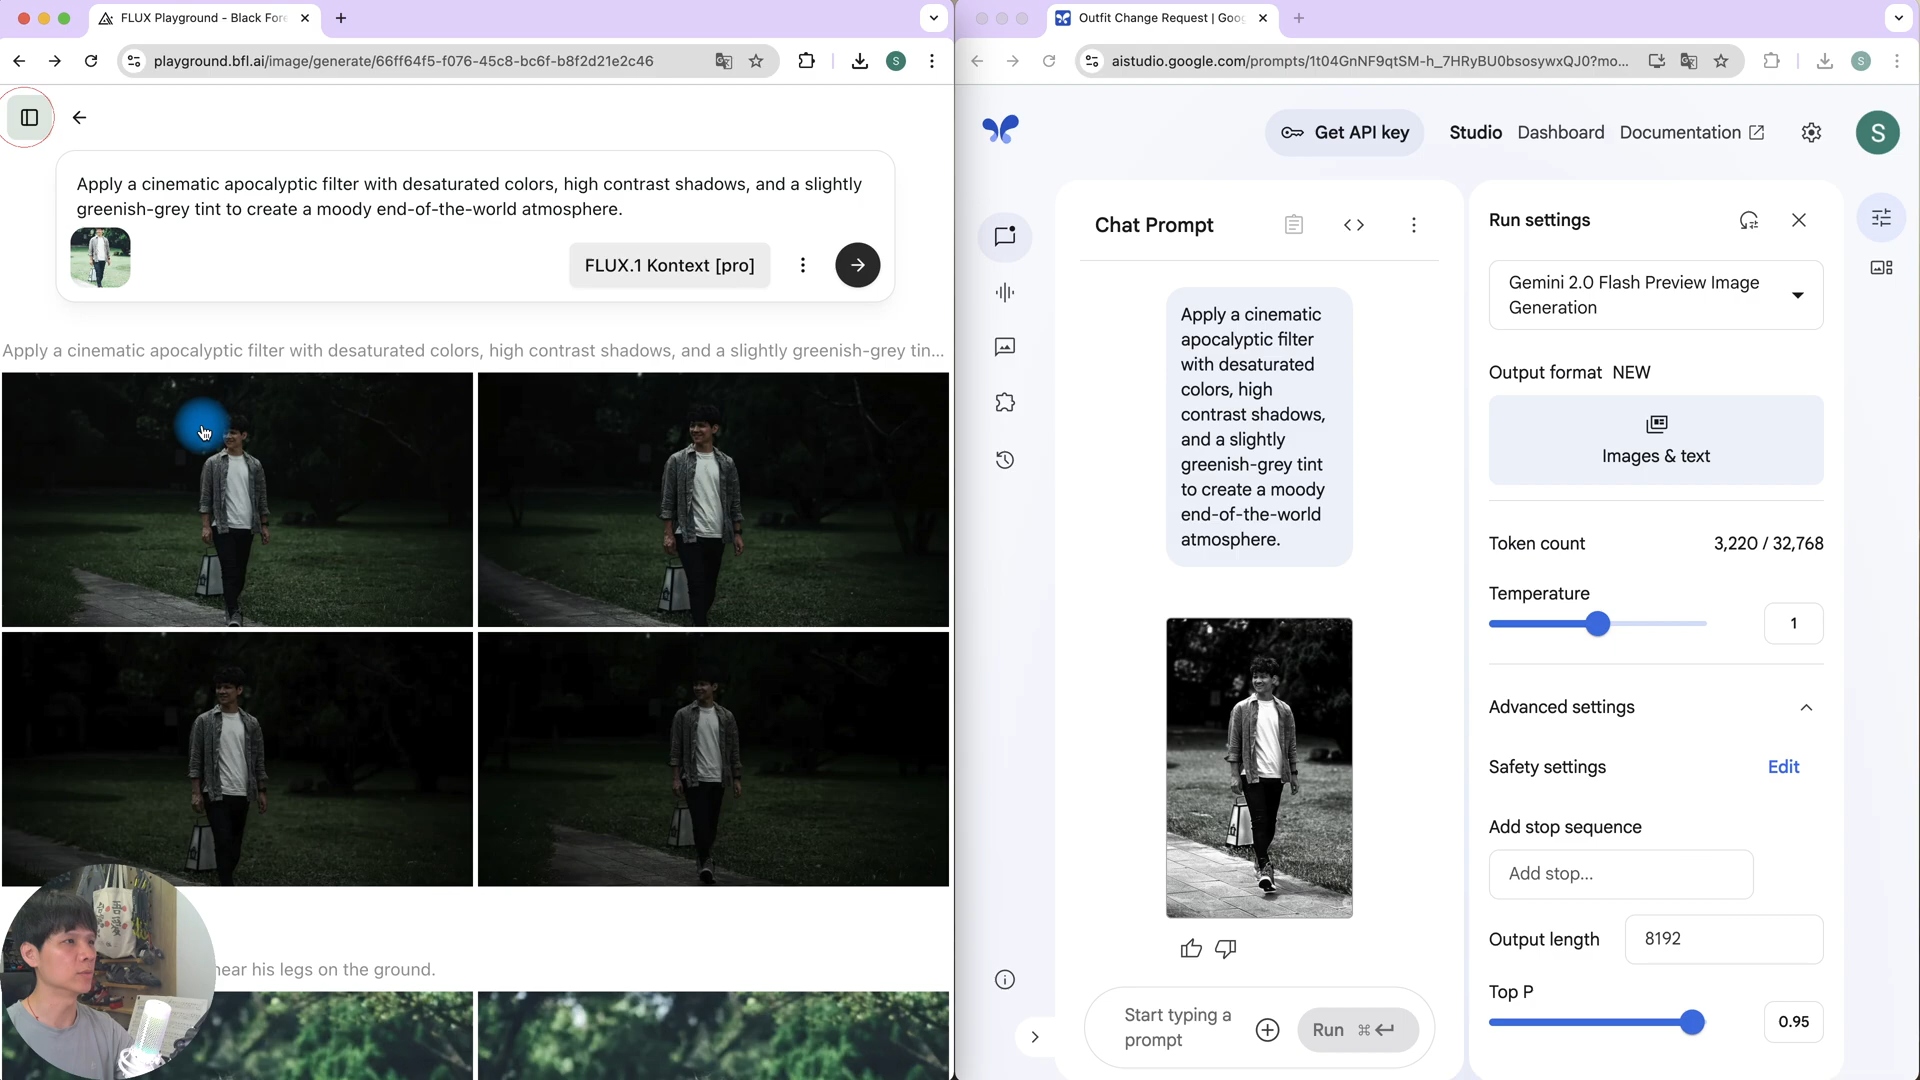 FLUX Playground - Black Fore
playground.bfl.ai/image/generate/66ff64f5-f076-45c8-bc6f-b8f2d21e2c46
S
Apply a cinematic apocalyptic filter with desaturated colors, high contrast shadows, and a slightly
greenish-grey tint to create a moody end-of-the-world atmosphere.
FLUX.1 Kontext [pro]
Apply a cinematic apocalyptic filter with desaturated colors, high contrast shadows, and a slightly greenish-grey tin...
near his legs on the ground.
Outfit Change Request | Goog
aistudio.google.com/prompts/1t04GnNF9qtSM-h_7HRyBU0bsosywxQJ0?mo...
S
Get API key
Studio
Dashboard
Documentation
S
Chat Prompt
Apply a cinematic
apocalyptic filter
with desaturated
colors, high
contrast shadows,
and a slightly
greenish-grey tint
to create a moody
end-of-the-world
atmosphere.
Start typing a
prompt
Run ⌘
Run settings
Gemini 2.0 Flash Preview Image
Generation
Output format NEW
Images & text
Token count 3,220 / 32,768
Temperature
1
Advanced settings
Safety settings Edit
Add stop sequence
Add stop...
Output length 8192
Top P
0.95